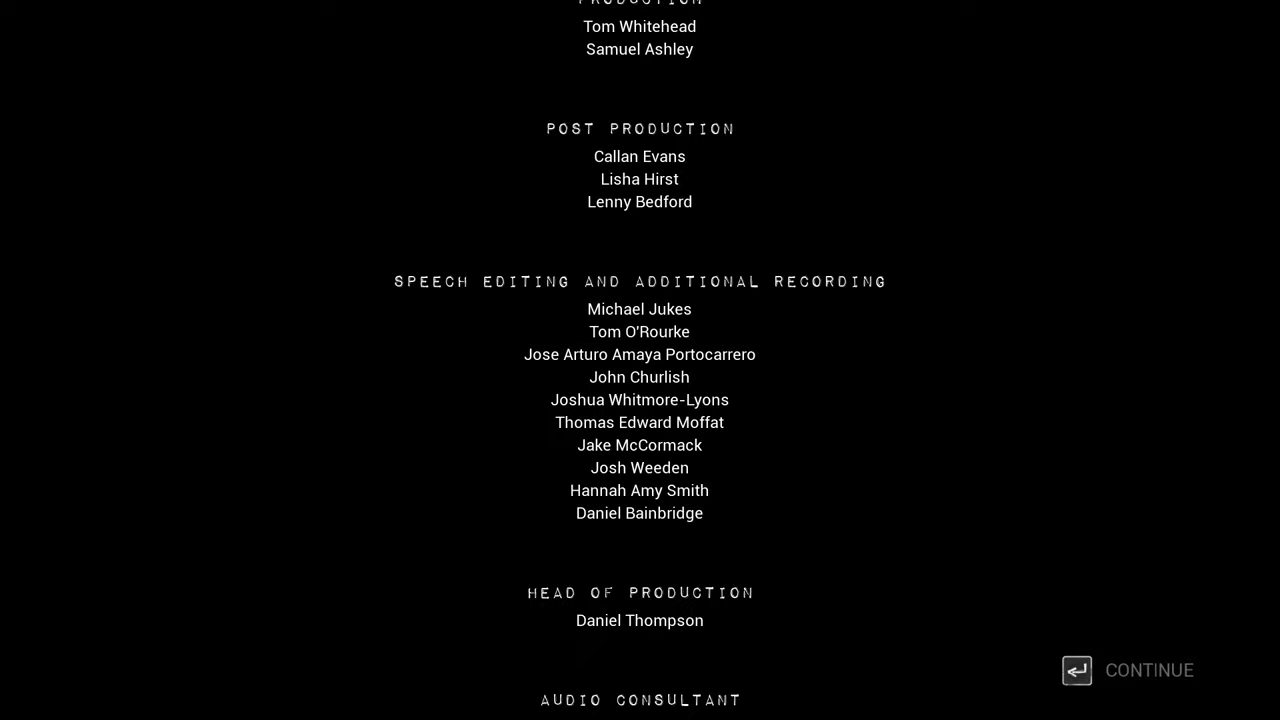 PRODUCTION
Tom Whitehead
Samuel Ashley
POST PRODUCTION
Callan Evans
Lisha Hirst
Lenny Bedford
SPEECH EDITING AND ADDITIONAL RECORDING
Michael Jukes
Tom O'Rourke
Jose Arturo Amaya Portocarrero
John Churlish
Joshua Whitmore-Lyons
Thomas Edward Moffat
Jake McCormack
Josh Weeden
Hannah Amy Smith
Daniel Bainbridge
HEAD OF PRODUCTION
Daniel Thompson
CONTINUE
AUDIO CONSULTANT